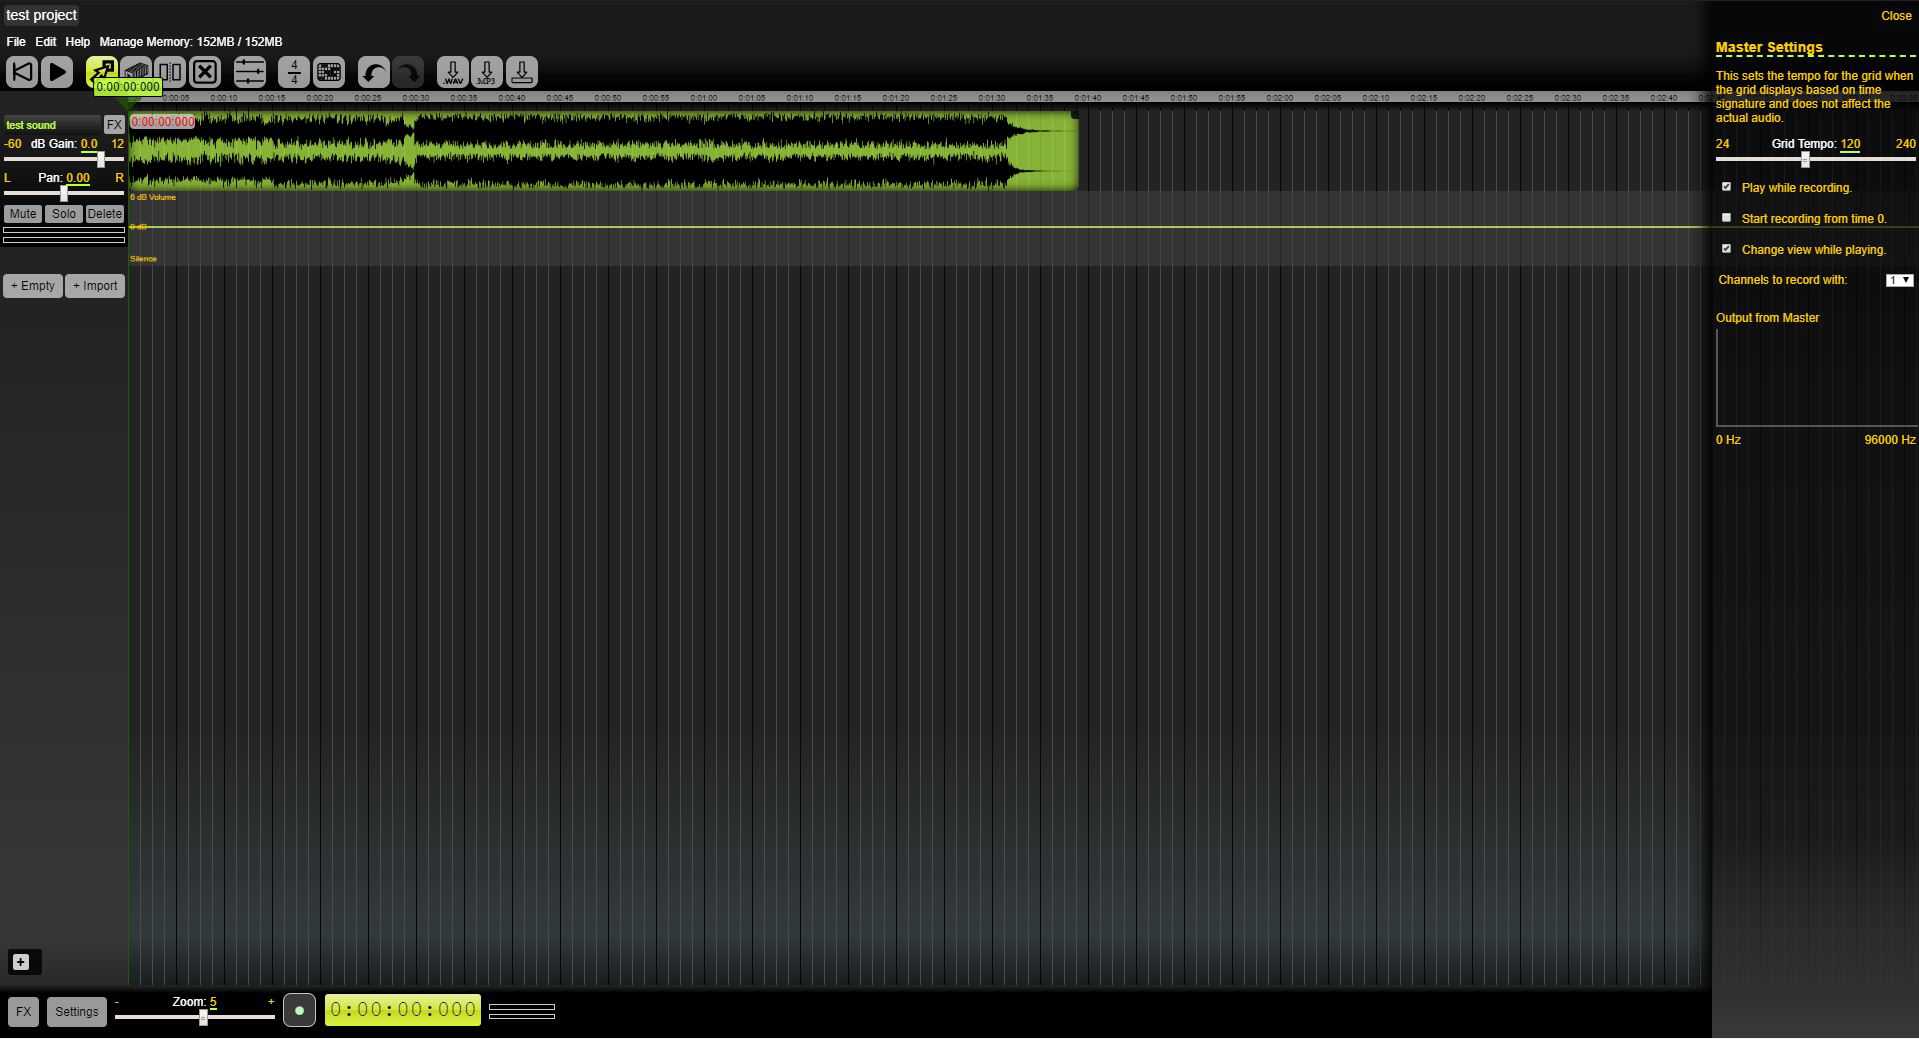 test project
Close
File Edit Help Manage Memory: 152MB / 152MB
Master Settings
This sets the tempo for the grid when
the grid displays based on time
signature and does not affect the
actual audio.
4
4
.WAV
0:00:00:000
0:00:05 0:00:10 0:00:15 0:00:20 0:00:25 0:00:30 0:00:35 0:00:40 0:00:45 0:00:50 0:00:55 0:01:00 0:01:05 0:01:10 0:01:15 0:01:20 0:01:25 0:01:30 0:01:35 0:01:40 0:01:45 0:01:50 0:01:55 0:02:00 0:02:05 0:02:10 0:02:15 0:02:20 0:02:25 0:02:30 0:02:35 0:02:40
test sound FX
0:00:00:000
-60 dB Gain: 0.0 12
L Pan: 0.00 R
Mute Solo Delete
0 dB Volume
0 dB
Silence
+ Empty + Import
24 Grid Tempo: 120 240
Play while recording.
Start recording from time 0.
Change view while playing.
Channels to record with: 1
Output from Master
0 Hz 96000 Hz
+
FX Settings - Zoom: 5 + 0:00:00:000